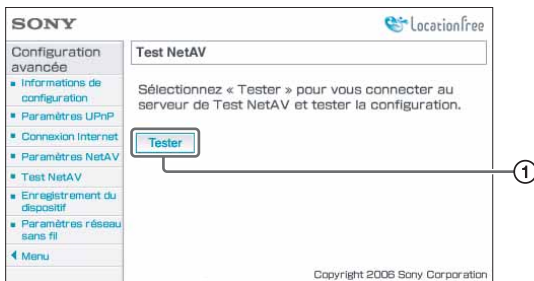 SONY
LocationFree
Configuration
avancée
Informations de
configuration
Paramètres UPnP
Connexion Internet
Paramètres NetAV
Test NetAV
Enregistrement du
dispositif
Paramètres réseau
sans fil
Menu
Test NetAV
Sélectionnez « Tester » pour vous connecter au
serveur de Test NetAV et tester la configuration.
Tester
1
Copyright 2006 Sony Corporation